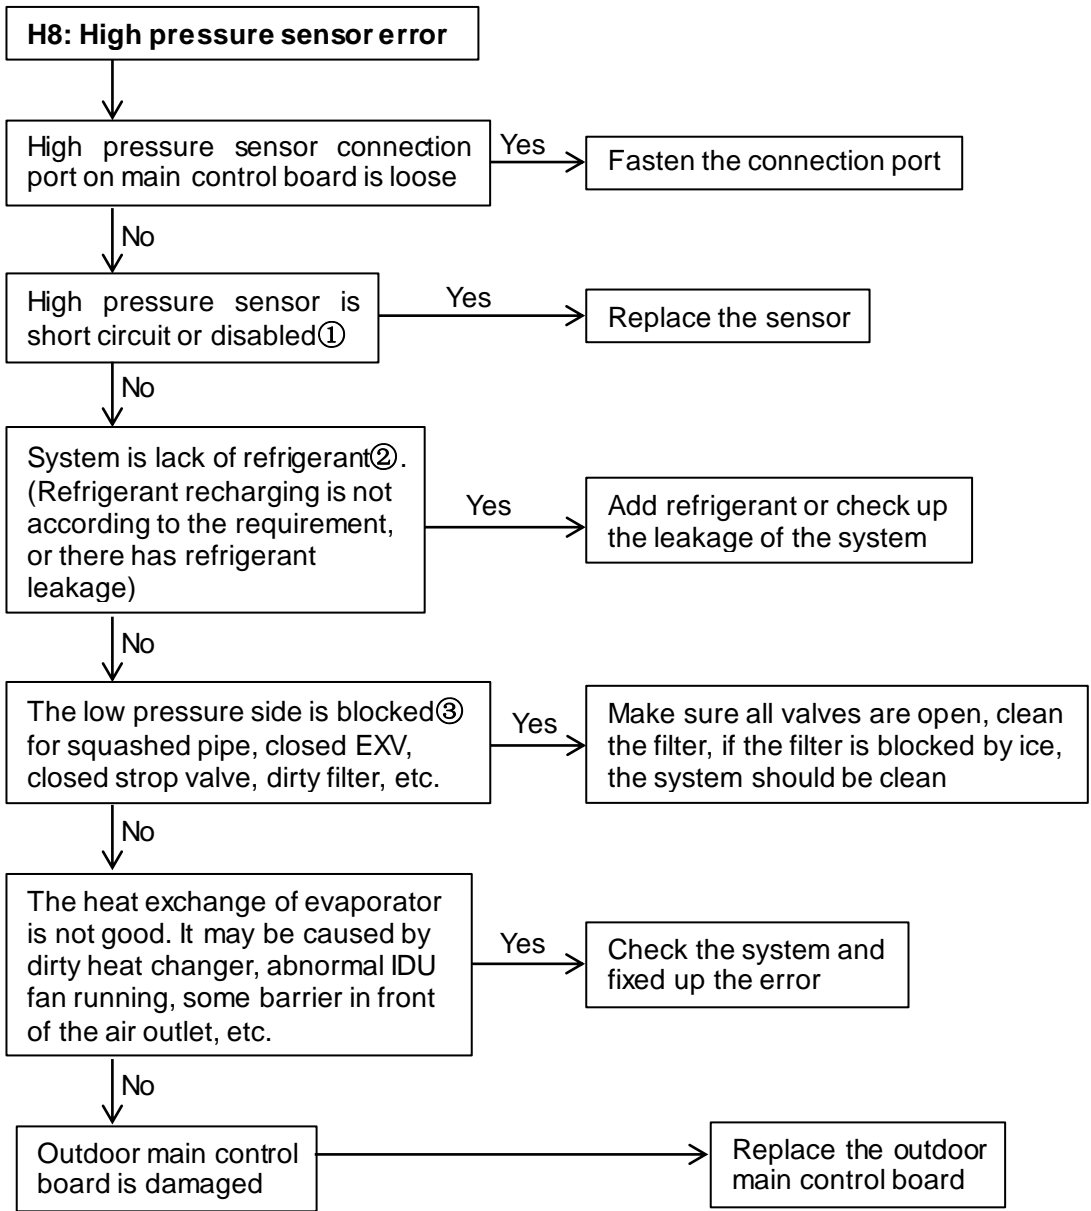 H8: High pressure sensor error
High pressure sensor connection
port on main control board is loose
Yes
Fasten the connection port
No
High pressure sensor is
short circuit or disabled①
Yes
Replace the sensor
No
System is lack of refrigerant②.
(Refrigerant recharging is not
according to the requirement,
or there has refrigerant
leakage)
Yes
Add refrigerant or check up
the leakage of the system
No
The low pressure side is blocked③
for squashed pipe, closed EXV,
closed strop valve, dirty filter, etc.
Yes
Make sure all valves are open, clean
the filter, if the filter is blocked by ice,
the system should be clean
No
The heat exchange of evaporator
is not good. It may be caused by
dirty heat changer, abnormal IDU
fan running, some barrier in front
of the air outlet, etc.
Yes
Check the system and
fixed up the error
No
Outdoor main control
board is damaged
Replace the outdoor
main control board